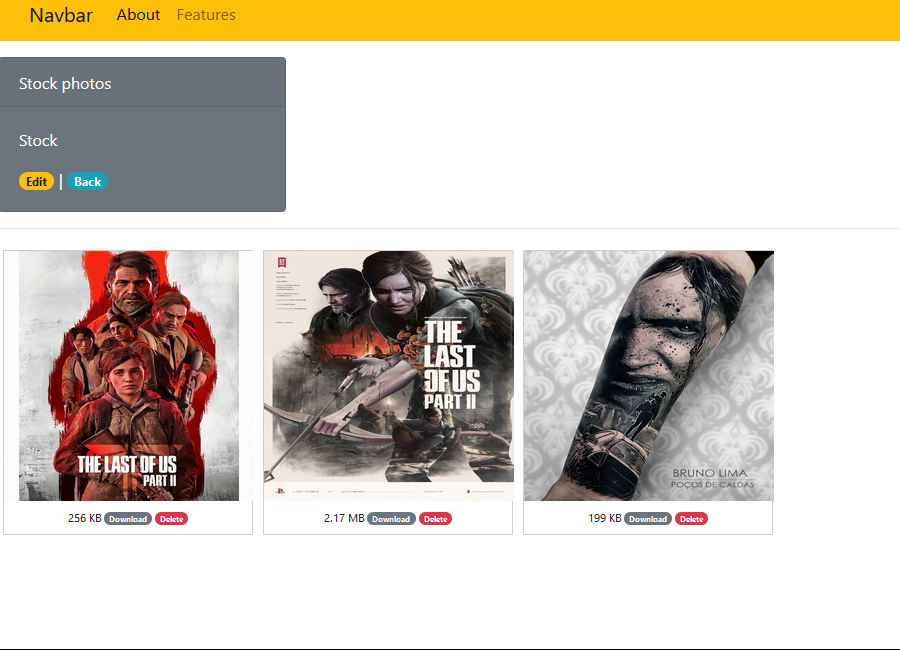 Navbar About Features
Stock photos
Stock
Edit | Back
THE LAST OF US
PART II
THE
LAST
OF US
PART II
BRUNO LIMA
POÇOS DE CALDAS
256 KB Download Delete
2.17 MB Download Delete
199 KB Download Delete